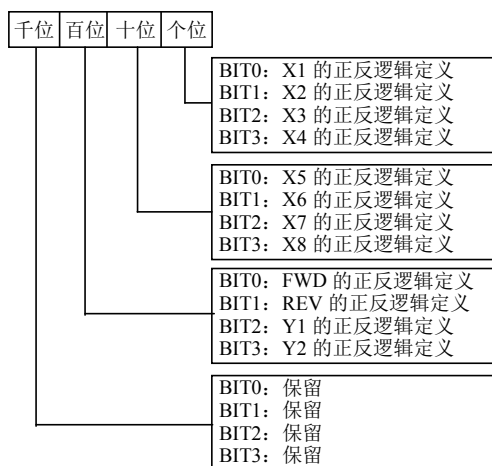 千位 百位 十位 个位
BIT0：X1 的正反逻辑定义
BIT1：X2 的正反逻辑定义
BIT2：X3 的正反逻辑定义
BIT3：X4 的正反逻辑定义
BIT0：X5 的正反逻辑定义
BIT1：X6 的正反逻辑定义
BIT2：X7 的正反逻辑定义
BIT3：X8 的正反逻辑定义
BIT0：FWD 的正反逻辑定义
BIT1：REV 的正反逻辑定义
BIT2：Y1 的正反逻辑定义
BIT3：Y2 的正反逻辑定义
BIT0：保留
BIT1：保留
BIT2：保留
BIT3：保留